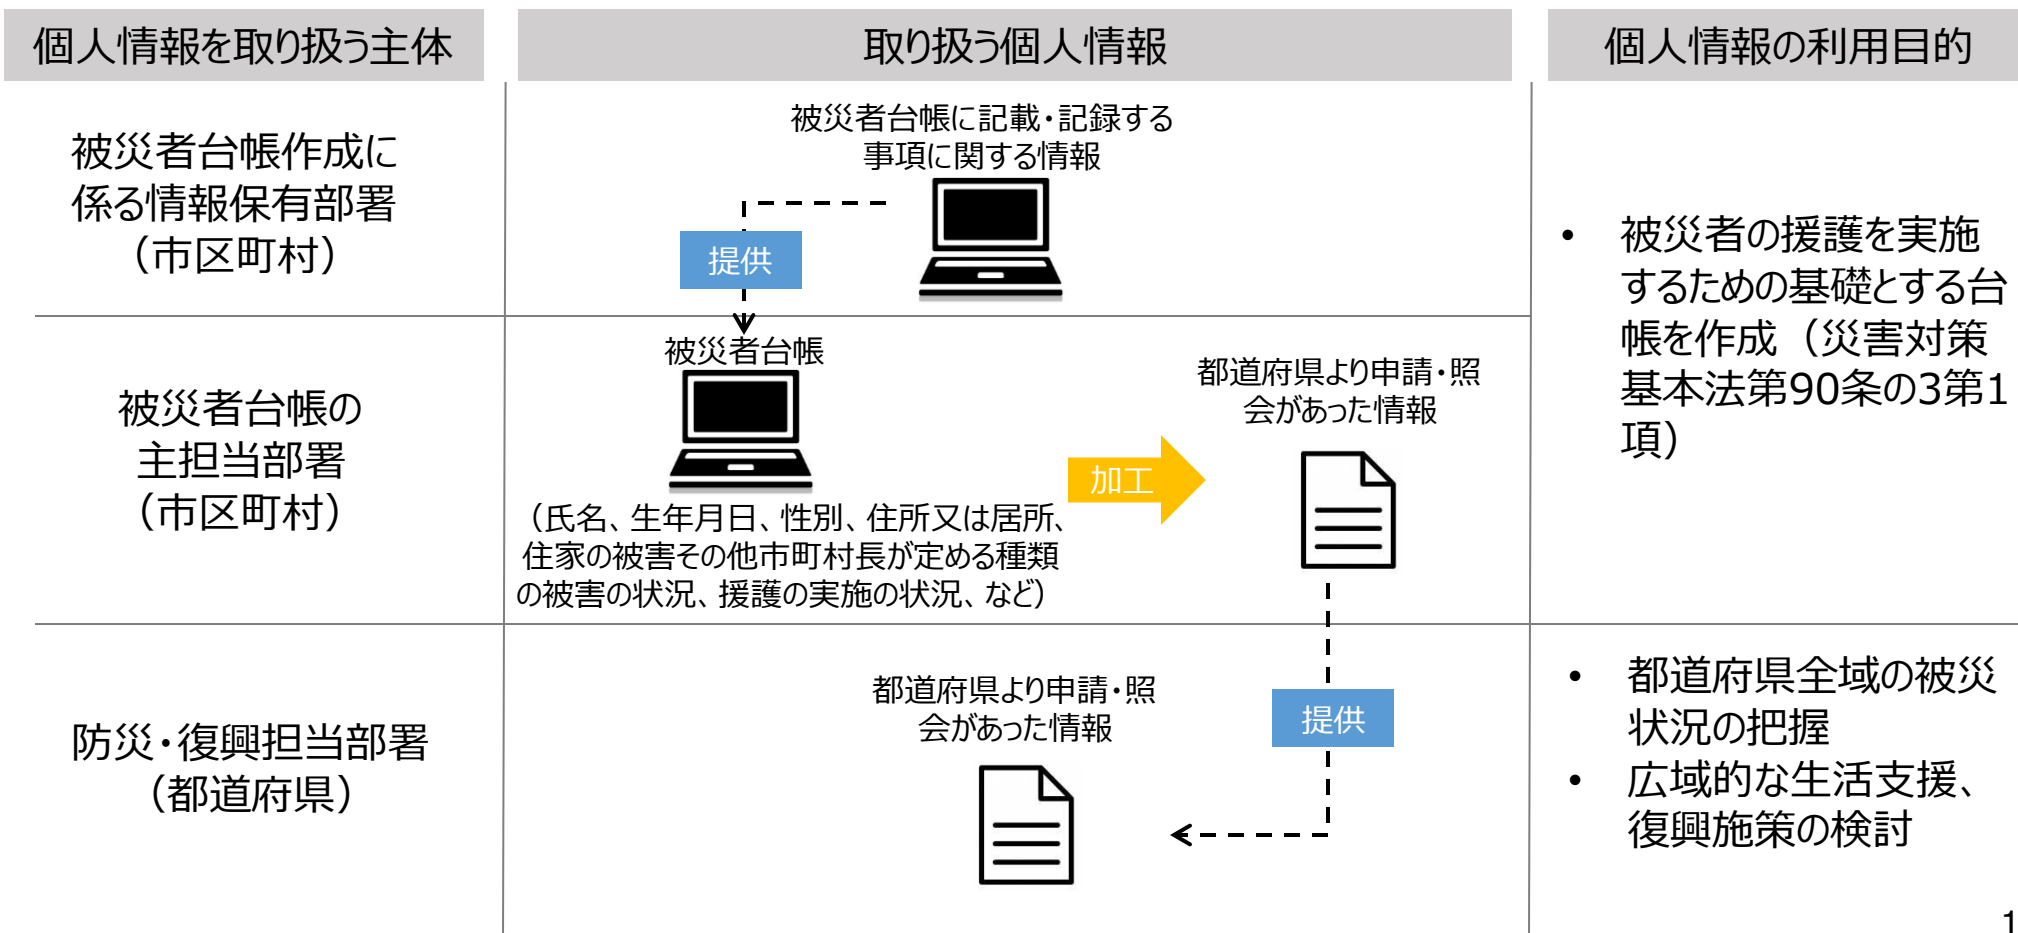 個人情報を取り扱う主体
取り扱う個人情報
個人情報の利用目的
被災者台帳作成に
係る情報保有部署
（市区町村）
被災者台帳に記載・記録する
事項に関する情報
提供
被災者台帳の
主担当部署
（市区町村）
被災者台帳
（氏名、生年月日、性別、住所又は居所、
住家の被害その他市町村長が定める種類
の被害の状況、援護の実施の状況、など）
加工
都道府県より申請・照
会があった情報
• 被災者の援護を実施
するための基礎とする台
帳を作成（災害対策
基本法第90条の3第1
項）
防災・復興担当部署
（都道府県）
都道府県より申請・照
会があった情報
提供
• 都道府県全域の被災
状況の把握
• 広域的な生活支援、
復興施策の検討
1